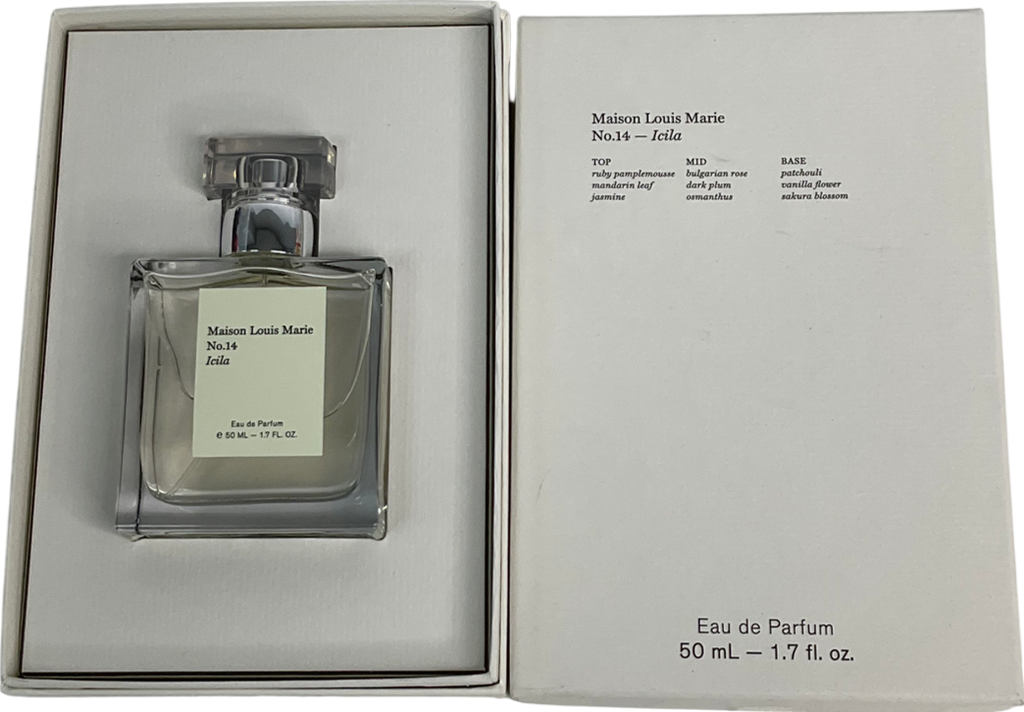 Maison Louis Marie
No.14
Icila
Eau de Parfum
e 50 ML — 1.7 FL. OZ.
Maison Louis Marie
No.14 — Icila
TOP MID BASE
ruby pamplemousse bulgarian rose patchouli
mandarin leaf dark plum vanilla flower
jasmine osmanthus sakura blossom
Eau de Parfum
50 mL — 1.7 fl. oz.